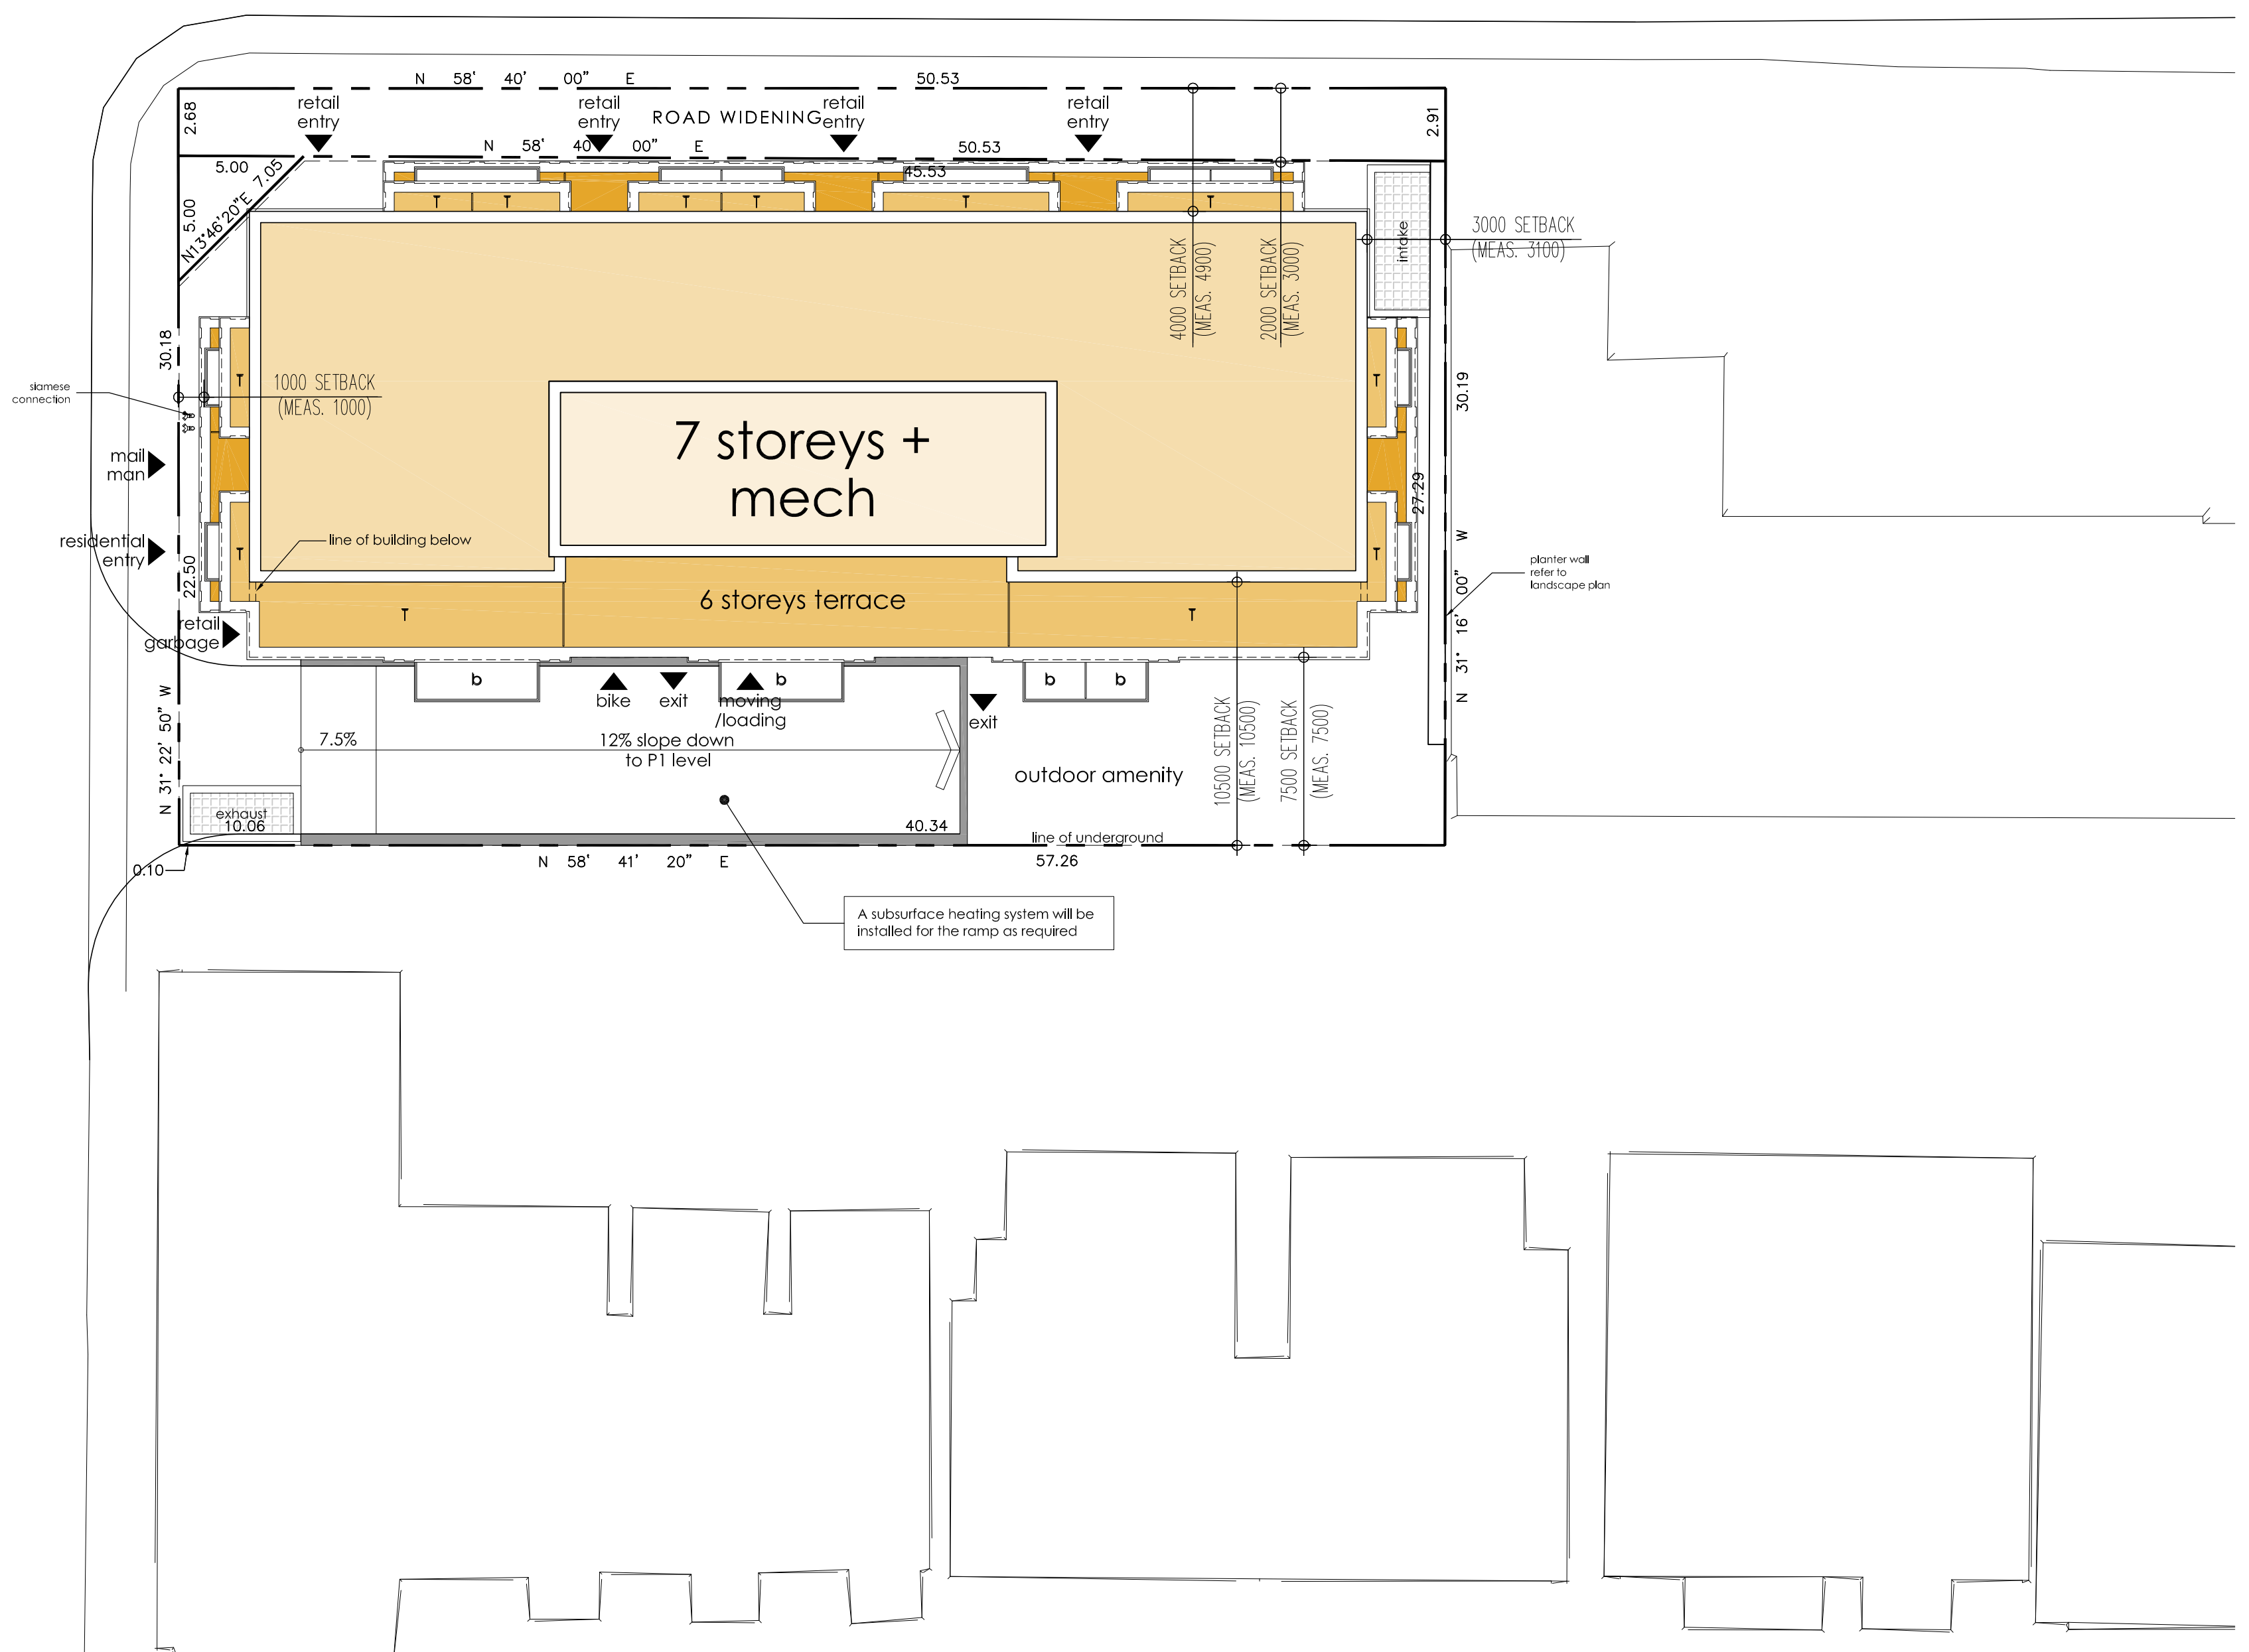 N 58' 40' 00" E 50.53
2.68
retail
entry
retail
entry
ROAD WIDENING
retail
entry
retail
entry
2.91
N 58' 40' 00" E 50.53
5.00
7.05
5.00
N13°46'20"E
45.53
T T T T T T
intake
3000 SETBACK
(MEAS. 3100)
4000 SETBACK
(MEAS. 4900)
2000 SETBACK
(MEAS. 3000)
30.18
siamese
connection
T
1000 SETBACK
(MEAS. 1000)
T
30.19
7 storeys +
mech
mail
man
27.29
residential
entry
T
line of building below
T
22.50
planter wall
refer to
landscape plan
6 storeys terrace
T
T
retail
garbage
N 31° 16' 00" W
b
b
b
b
bike
exit
moving
/loading
exit
N 31° 22' 50" W
7.5%
12% slope down
to P1 level
outdoor amenity
10500 SETBACK
(MEAS. 10500)
7500 SETBACK
(MEAS. 7500)
exhaust
10.06
40.34
line of underground
0.10
N 58' 41' 20" E
57.26
A subsurface heating system will be
installed for the ramp as required